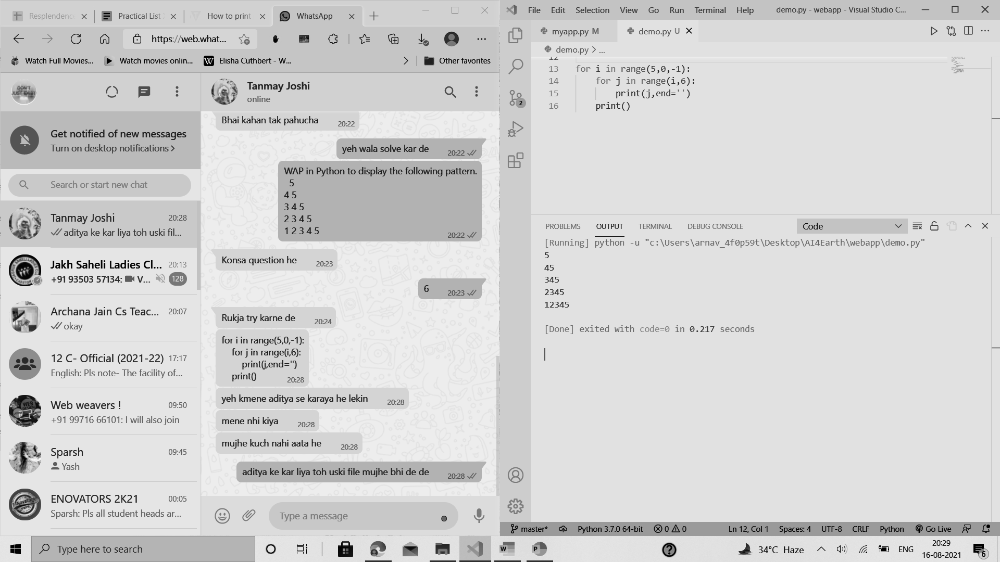 Resplendenc
Practical List
How to print
WhatsApp
https://web.what...
Watch Full Movies...
Watch movies onlin...
W
Elisha Cuthbert - W...
Other favorites
DON'T
JUST EXIST
Get notified of new messages
Turn on desktop notifications >
Search or start new chat
Tanmay Joshi
20:28
aditya ke kar liya toh uski fil...
Jakh Saheli Ladies Cl...
20:13
+91 93503 57134: V...
128
Archana Jain Cs Teac...
20:07
okay
12 C- Official (2021-22)
17:17
English: Pls note- The facility of...
Web weavers !
09:50
+91 99716 66101: I will also join
Sparsh
09:45
Yash
ENOVATORS 2K21
00:05
Sparsh: Pls all student heads ar...
Tanmay Joshi
online
Bhai kahan tak pahucha
20:22
yeh wala solve kar de
20:22
WAP in Python to display the following pattern.
5
4 5
3 4 5
2 3 4 5
1 2 3 4 5
20:22
Konsa question he
20:23
6
20:23
Rukja try karne de
20:24
for i in range(5,0,-1):
for j in range(i,6):
print(j,end='')
print()
20:28
yeh kmene aditya se karaya he lekin
20:28
mene nhi kiya
20:28
mujhe kuch nahi aata he
20:28
aditya ke kar liya toh uski file mujhe bhi de de
20:28
Type a message
File Edit Selection View Go Run Terminal Help
demo.py - webapp - Visual Studio C...
myapp.py M
demo.py U
demo.py > ...
2
12
13 for i in range(5,0,-1):
14 for j in range(i,6):
15 print(j,end='')
16 print()
PROBLEMS OUTPUT TERMINAL DEBUG CONSOLE
Code
[Running] python -u "c:\Users\arnav_4f0p59t\Desktop\AI4Earth\webapp\demo.py"
5
45
345
2345
12345
[Done] exited with code=0 in 0.217 seconds
master* Python 3.7.0 64-bit 0 0 Ln 12, Col 1 Spaces: 4 UTF-8 CRLF Python Go Live
Type here to search
W
P
?
34°C Haze
ENG
20:29
16-08-2021
6